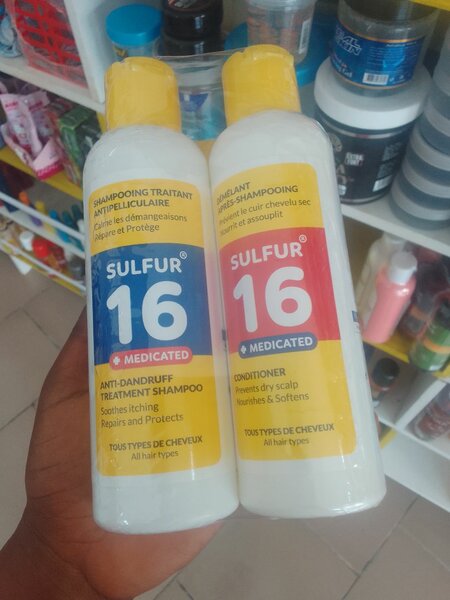 SHAMPOOING TRAITANT
ANTIPELLICULAIRE
Calme les démangeaisons
Répare et Protège
SULFUR®
16
+ MEDICATED
ANTI-DANDRUFF
TREATMENT SHAMPOO
Soothes itching
Repairs and Protects
TOUS TYPES DE CHEVEUX
All hair types
DÉMÊLANT
APRÈS-SHAMPOOING
Prévient le cuir chevelu sec
Nourrit et assouplit
SULFUR®
16
+ MEDICATED
CONDITIONER
Prevents dry scalp
Nourishes & Softens
TOUS TYPES DE CHEVEUX
All hair types